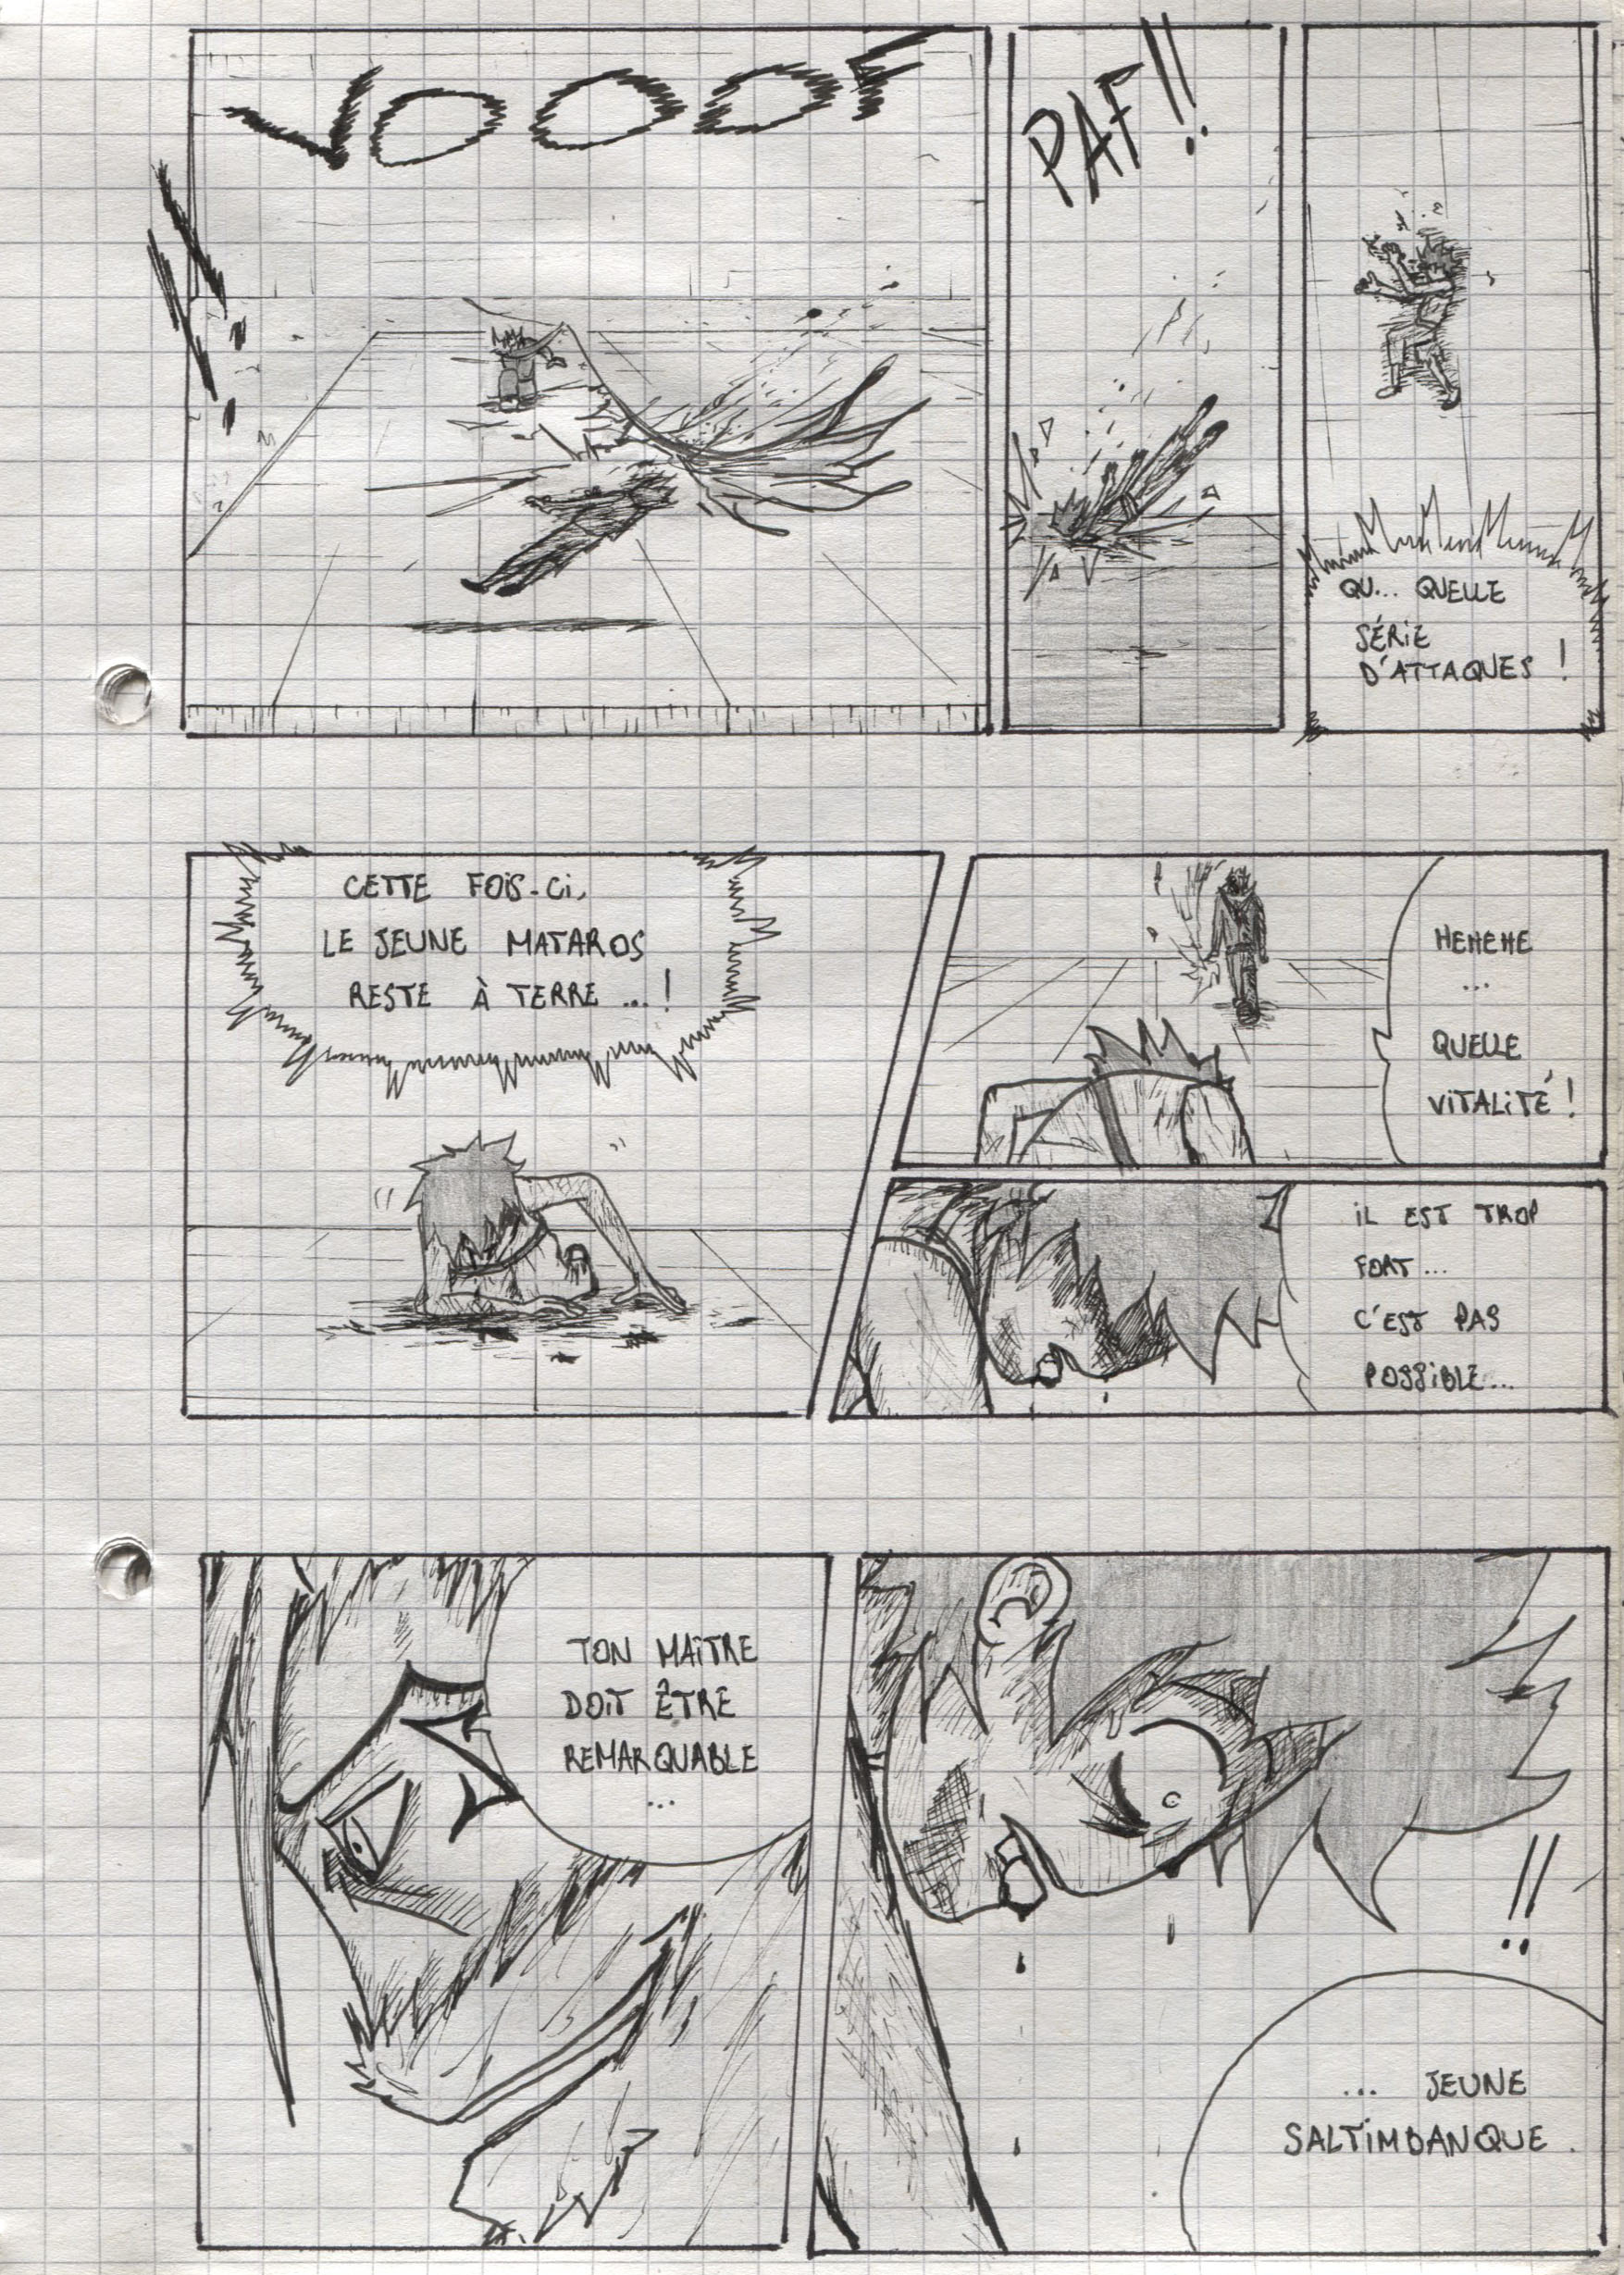 VOOOF
PAF!!
QU... QUELLE
SÉRIE
D'ATTAQUES !
CETTE FOIS-CI,
LE JEUNE MATAROS
RESTE À TERRE ...!
HEHEHE
...
QUELLE
VITALITÉ !
IL EST TROP
FORT...
C'EST PAS
POSSIBLE...
TON MAÎTRE
DOIT ÊTRE
REMARQUABLE
...
!!
... JEUNE
SALTIMBANQUE.